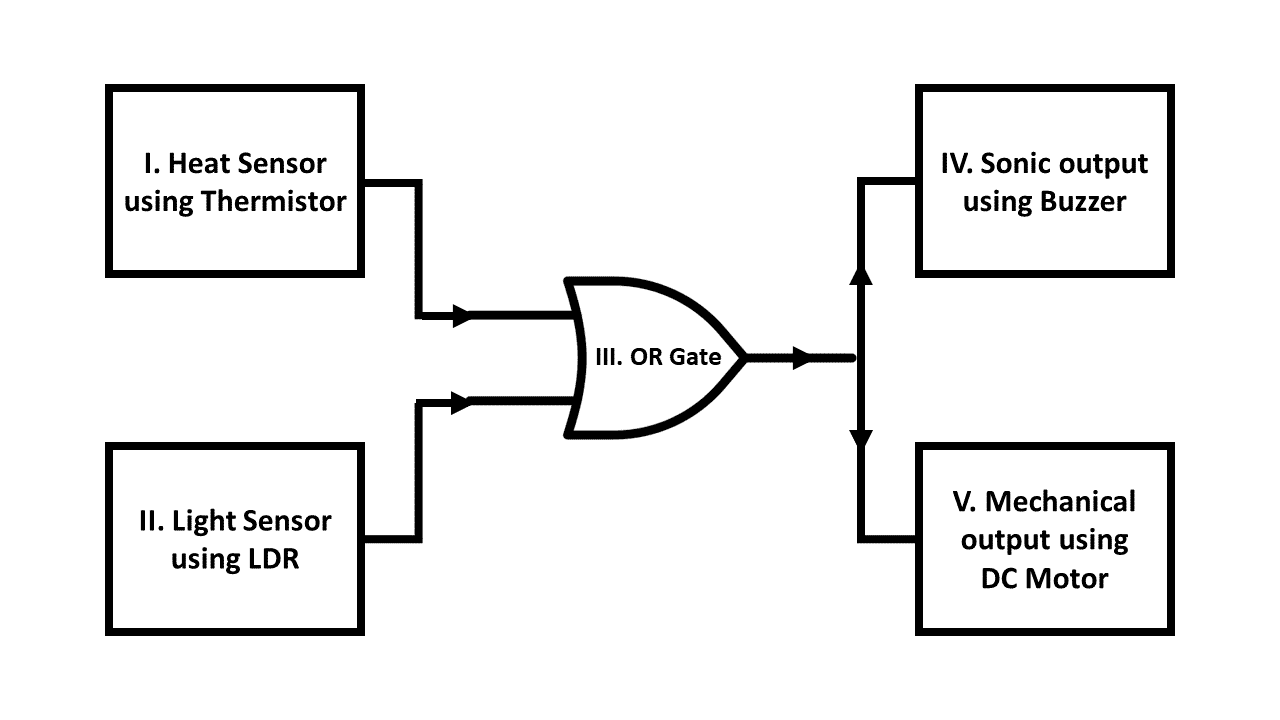 I. Heat Sensor
using Thermistor
II. Light Sensor
using LDR
III. OR Gate
IV. Sonic output
using Buzzer
V. Mechanical
output using
DC Motor